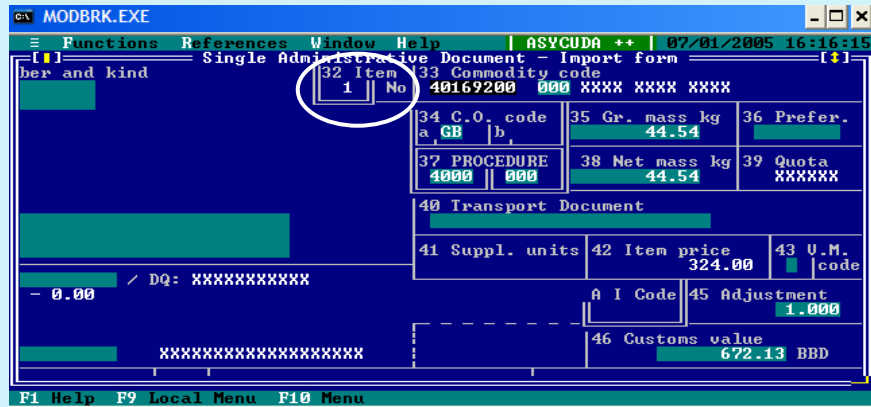 MODBRK.EXE
≡ Functions References Window Help | ASYCUDA ++ | 07/01/2005 16:16:15
Single Administrative Document - Import form
ber and kind 32 Item 33 Commodity code
1 No 40169200 000 XXXX XXXX XXXX
34 C.O. code 35 Gr. mass kg 36 Prefer.
a GB b 44.54
37 PROCEDURE 38 Net mass kg 39 Quota
4000 000 44.54 XXXXXX
40 Transport Document
41 Suppl. units 42 Item price 43 V.M.
324.00 code
/ DQ: XXXXXXXXXXX
- 0.00
A I Code 45 Adjustment
1.000
46 Customs value
XXXXXXXXXXXXXXXXXXX 672.13 BBD
F1 Help F9 Local Menu F10 Menu